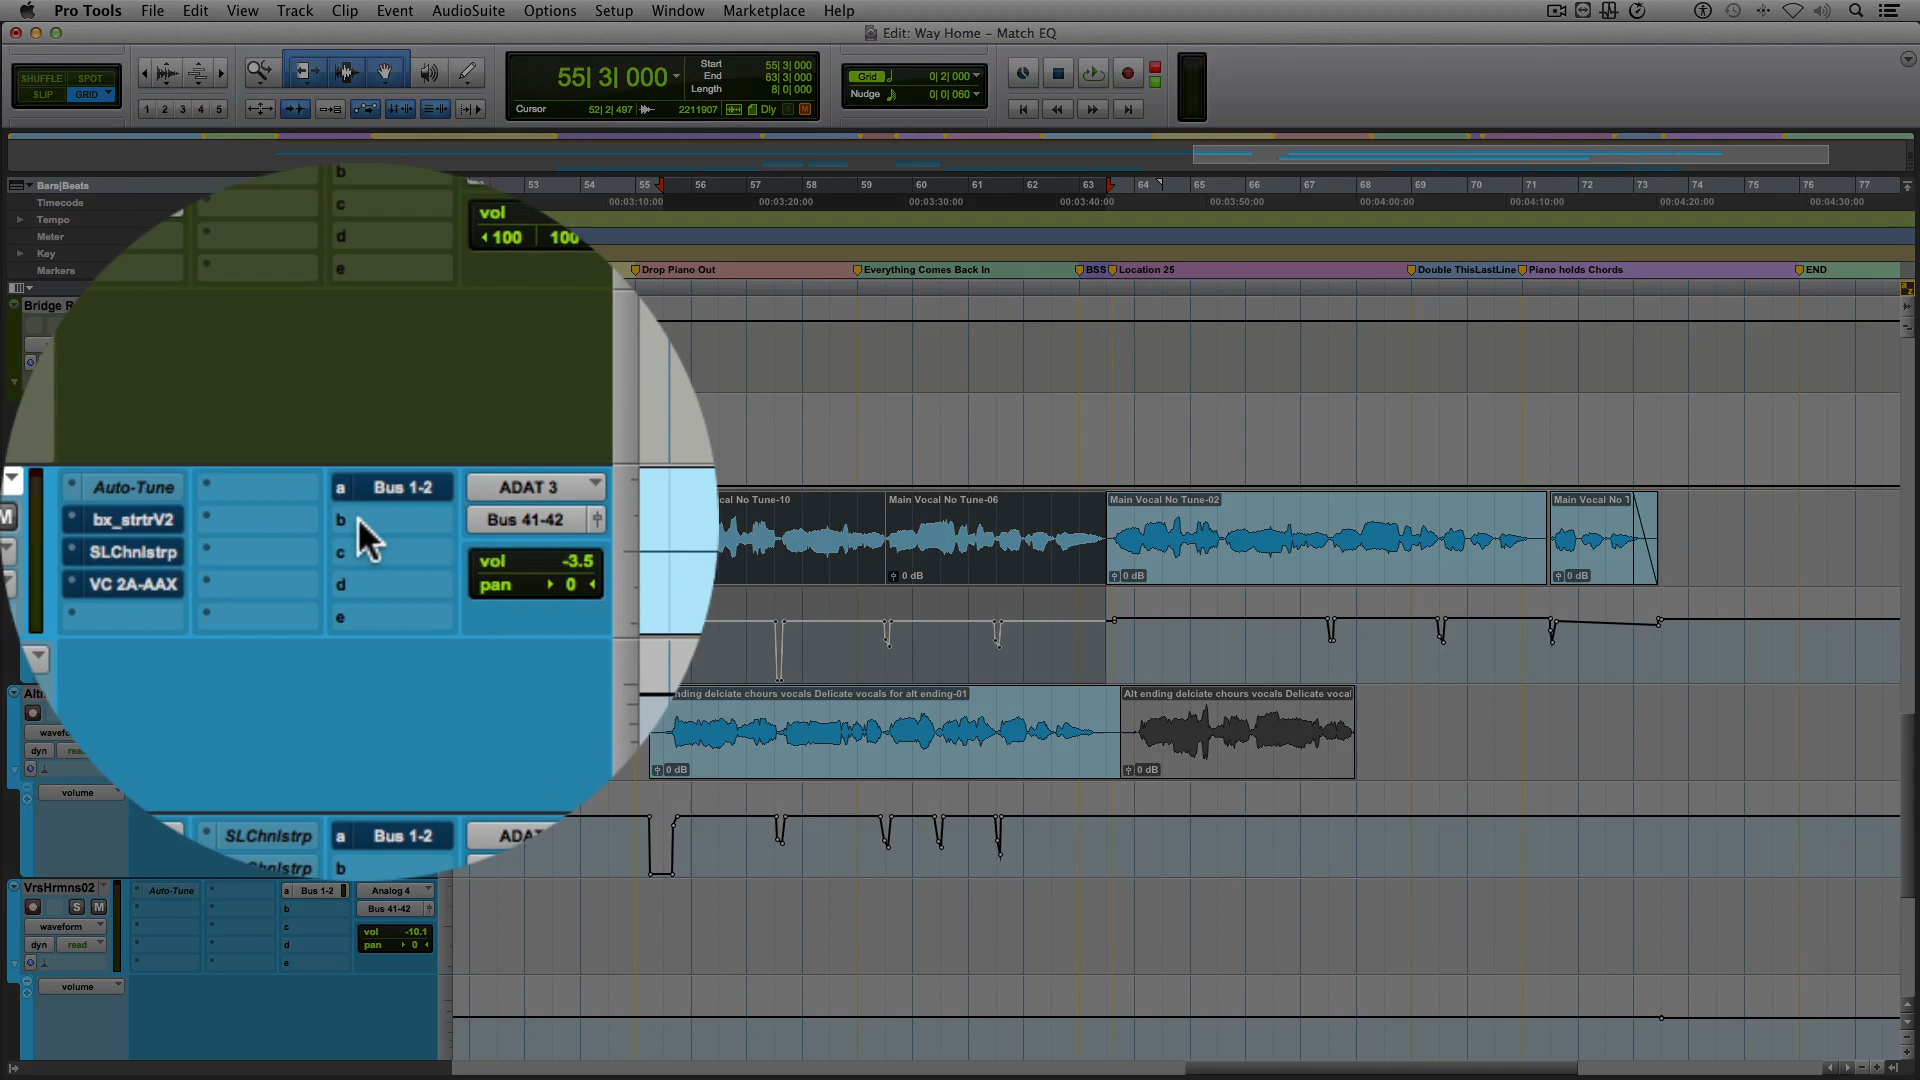 Pro Tools File Edit View Track Clip Event AudioSuite Options Setup Window Marketplace Help
Edit: Way Home - Match EQ
SHUFFLE SPOT
SLIP GRID
1 2 3 4 5
55| 3| 000
Start 55| 3| 000
End 63| 3| 000
Length 8| 0| 000
Cursor 52| 2| 497 2211907 Dly S M
Grid 0| 2| 000
Nudge 0| 0| 060
Bars|Beats
53 54 55 56 57 58 59 60 61 62 63 64 65 66 67 68 69 70 71 72 73 74 75 76 77
Timecode
00:03:10:00 00:03:20:00 00:03:30:00 00:03:40:00 00:03:50:00 00:04:00:00 00:04:10:00 00:04:20:00 00:04:30:00
Tempo
Meter
Key
Markers
Drop Piano Out Everything Comes Back In BSS Location 25 Double ThisLastLine Piano holds Chords END
a z
Bridge R
b
c
d
e
vol
100 100
Auto-Tune a Bus 1-2 ADAT 3
M bx_strtrV2 b Bus 41-42
SLChnlstrp c vol -3.5
VC 2A-AAX d pan 0
e
cal No Tune-10 Main Vocal No Tune-06 Main Vocal No Tune-02 Main Vocal No T
0 dB 0 dB 0 dB
nding delciate chours vocals Delicate vocals for alt ending-01 Alt ending delciate chours vocals Delicate vocal
0 dB 0 dB
wavef
dyn rea
volume
SLChnlstrp a Bus 1-2 ADA
hnlstrp b
VrsHrmns02 Auto-Tune a Bus 1-2 Analog 4
S M b Bus 41-42
waveform c vol -10.1
dyn read d pan 0
e
volume